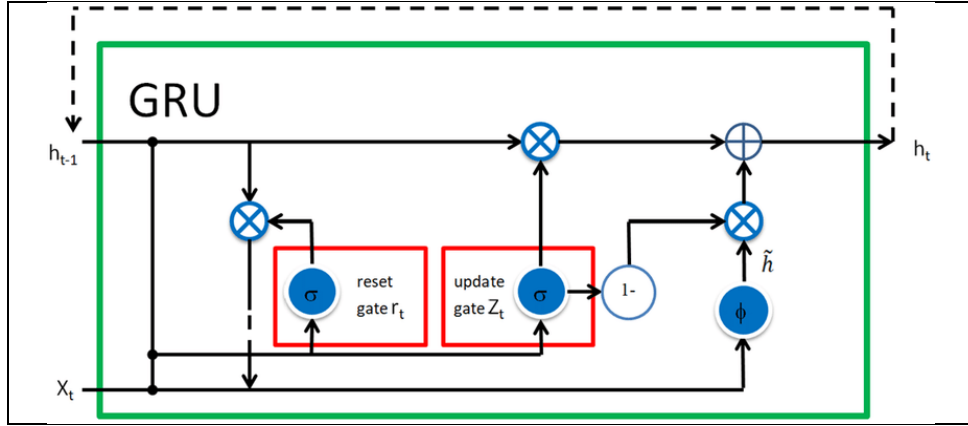 GRU
h_{t-1}
h_t
reset
gate r_t
update
gate Z_t
σ
σ
1-
h̃
ϕ
X_t